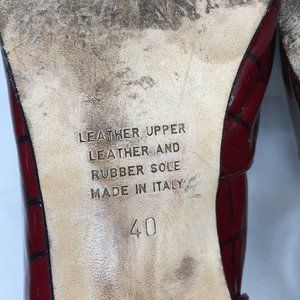 LEATHER UPPER
LEATHER AND
RUBBER SOLE
MADE IN ITALY
40